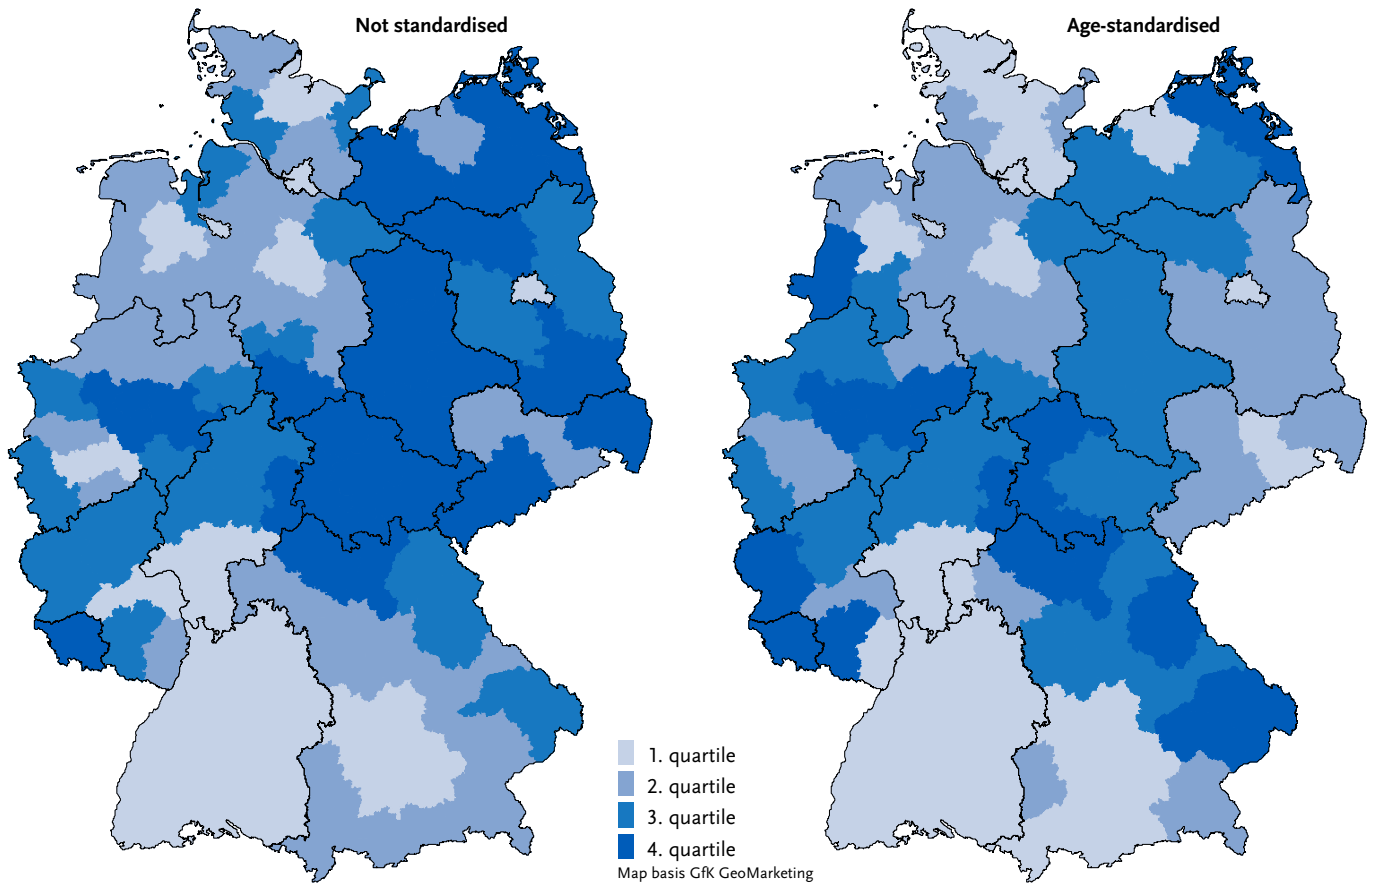 Not standardised
Age-standardised
1. quartile
2. quartile
3. quartile
4. quartile
Map basis GfK GeoMarketing